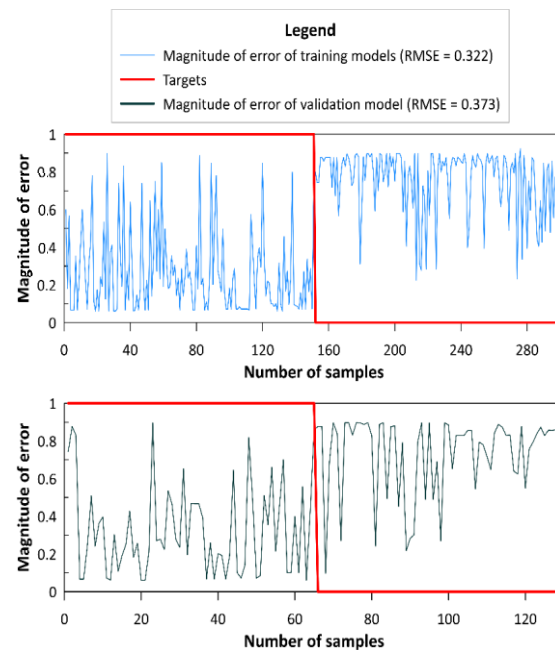 Legend
Magnitude of error of training models (RMSE = 0.322)
Targets
Magnitude of error of validation model (RMSE = 0.373)
Magnitude of error
1
0.8
0.6
0.4
0.2
0
0 40 80 120 160 200 240 280
Number of samples
Magnitude of error
1
0.8
0.6
0.4
0.2
0
0 20 40 60 80 100 120
Number of samples